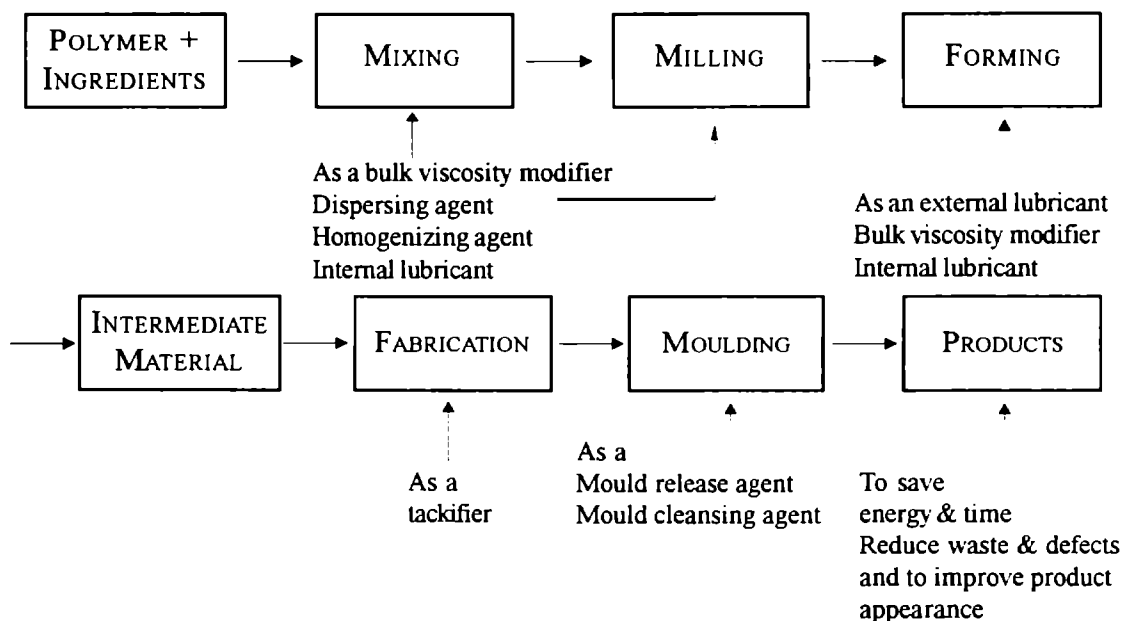 POLYMER +
INGREDIENTS
MIXING
MILLING
FORMING
As a bulk viscosity modifier
Dispersing agent
Homogenizing agent
Internal lubricant
As an external lubricant
Bulk viscosity modifier
Internal lubricant
INTERMEDIATE
MATERIAL
FABRICATION
MOULDING
PRODUCTS
As a
tackifier
As a
Mould release agent
Mould cleansing agent
To save
energy & time
Reduce waste & defects
and to improve product
appearance